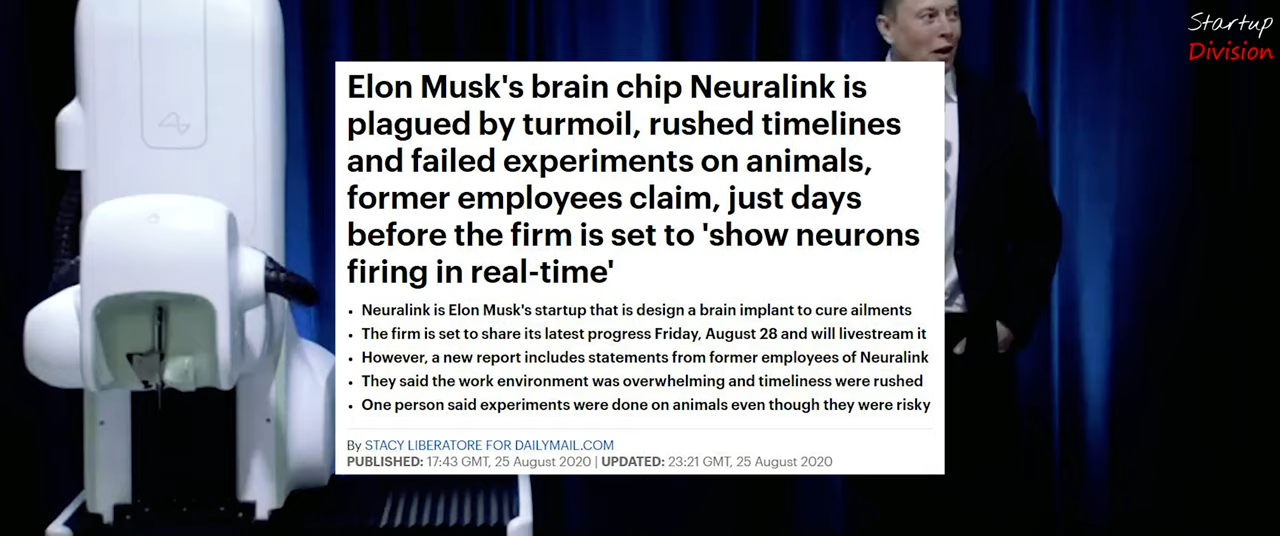 Startup
Division
Elon Musk's brain chip Neuralink is
plagued by turmoil, rushed timelines
and failed experiments on animals,
former employees claim, just days
before the firm is set to 'show neurons
firing in real-time'
• Neuralink is Elon Musk's startup that is design a brain implant to cure ailments
• The firm is set to share its latest progress Friday, August 28 and will livestream it
• However, a new report includes statements from former employees of Neuralink
• They said the work environment was overwhelming and timeliness were rushed
• One person said experiments were done on animals even though they were risky
By STACY LIBERATORE FOR DAILYMAIL.COM
PUBLISHED: 17:43 GMT, 25 August 2020 | UPDATED: 23:21 GMT, 25 August 2020